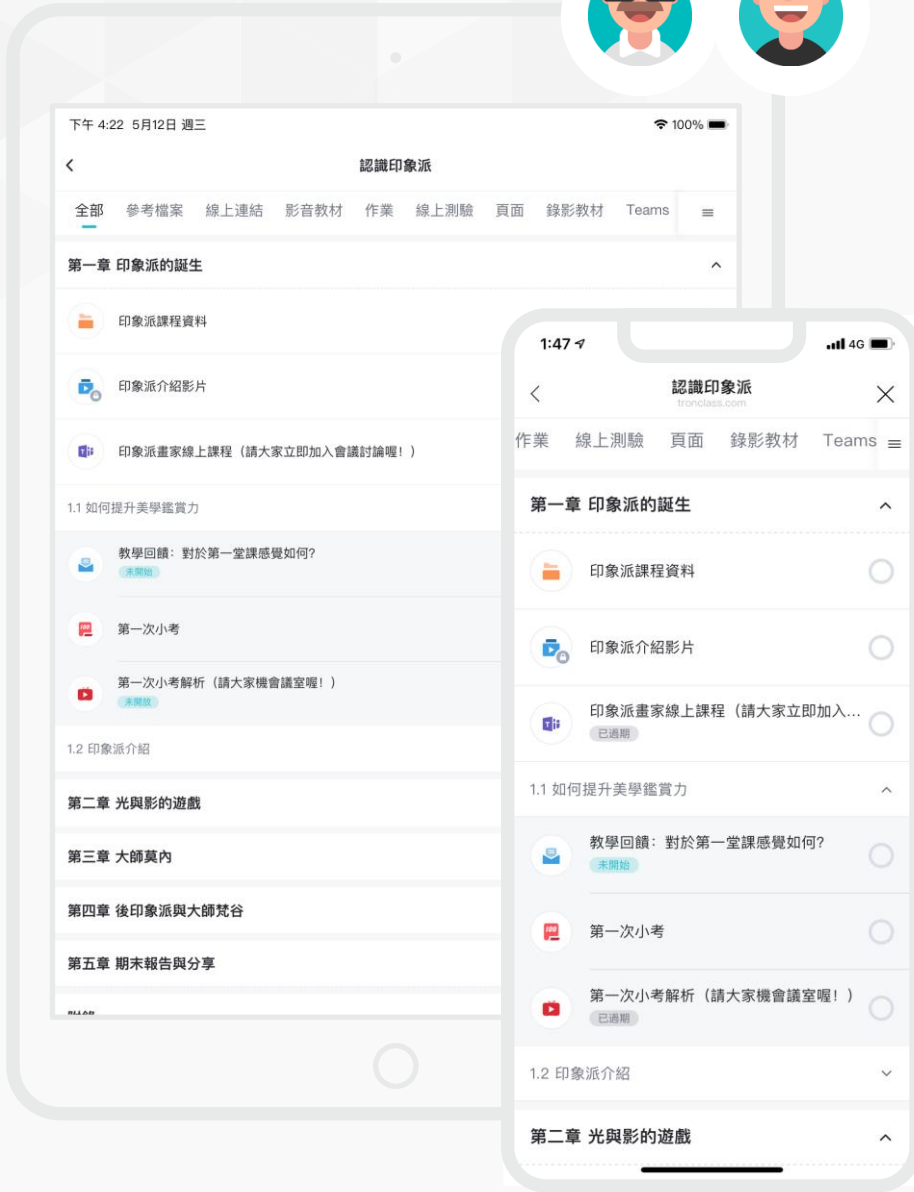 下午 4:22 5月12日 週三
100%
認識印象派
全部 參考檔案 線上連結 影音教材 作業 線上測驗 頁面 錄影教材 Teams
第一章 印象派的誕生
印象派課程資料
印象派介紹影片
印象派畫家線上課程（請大家立即加入會議討論喔！）
1.1 如何提升美學鑑賞力
教學回饋：對於第一堂課感覺如何?
未開始
第一次小考
第一次小考解析（請大家機會議室喔！）
未開放
1.2 印象派介紹
第二章 光與影的遊戲
第三章 大師莫內
第四章 後印象派與大師梵谷
第五章 期末報告與分享
1:47
4G
認識印象派
tronclass.com
作業 線上測驗 頁面 錄影教材 Teams
第一章 印象派的誕生
印象派課程資料
印象派介紹影片
印象派畫家線上課程（請大家立即加入...
已過期
1.1 如何提升美學鑑賞力
教學回饋：對於第一堂課感覺如何?
未開始
第一次小考
第一次小考解析（請大家機會議室喔！）
已過期
1.2 印象派介紹
第二章 光與影的遊戲